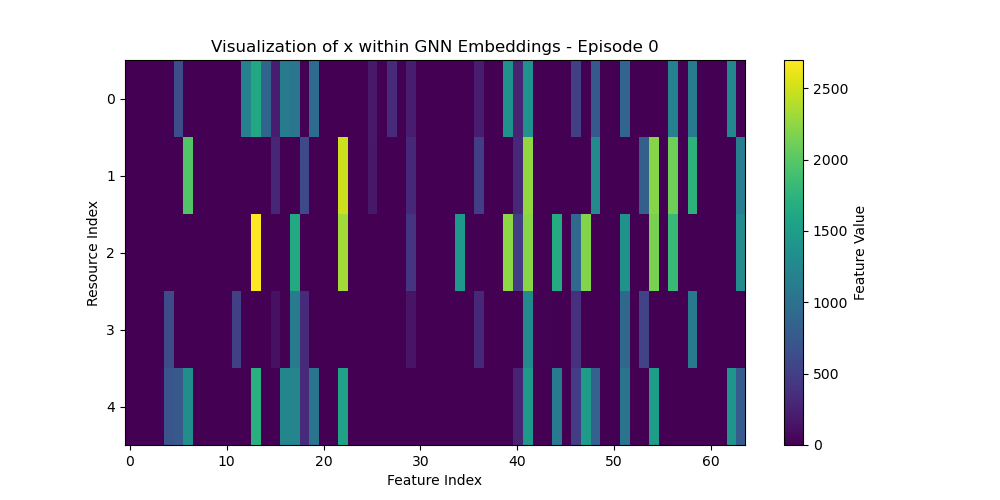 Visualization of x within GNN Embeddings - Episode 0
0
1
2
3
4
Resource Index
0 10 20 30 40 50 60
Feature Index
2500
2000
1500
1000
500
0
Feature Value